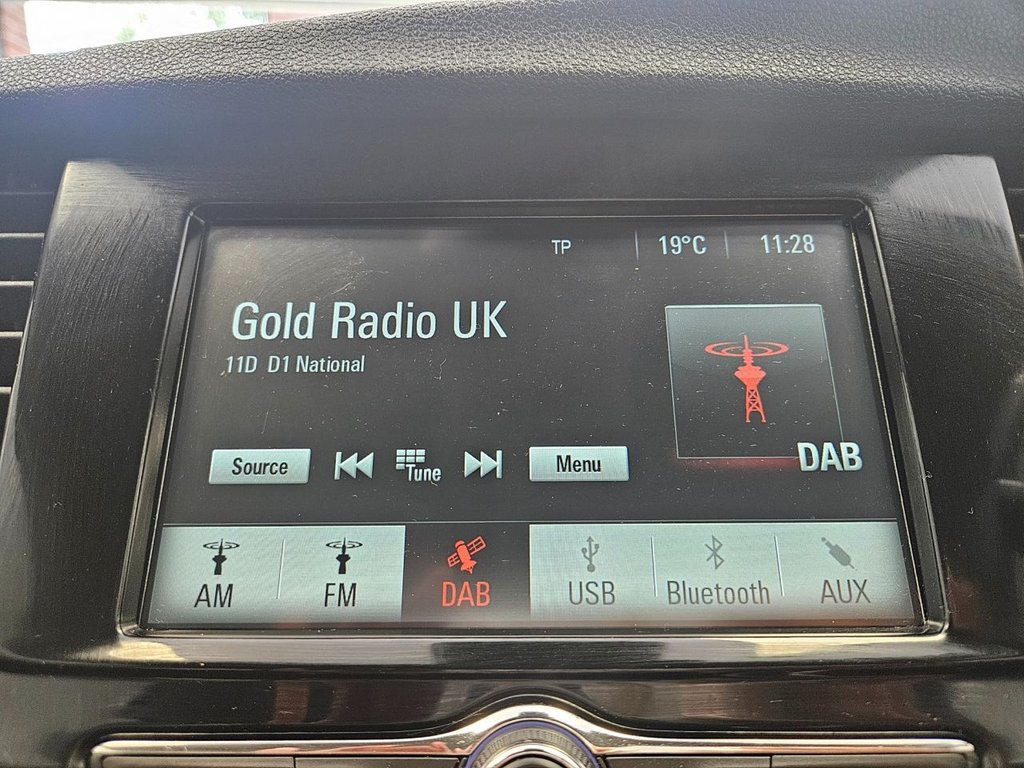 TP 19°C 11:28
Gold Radio UK
11D D1 National
DAB
Source Tune Menu
AM FM DAB USB Bluetooth AUX